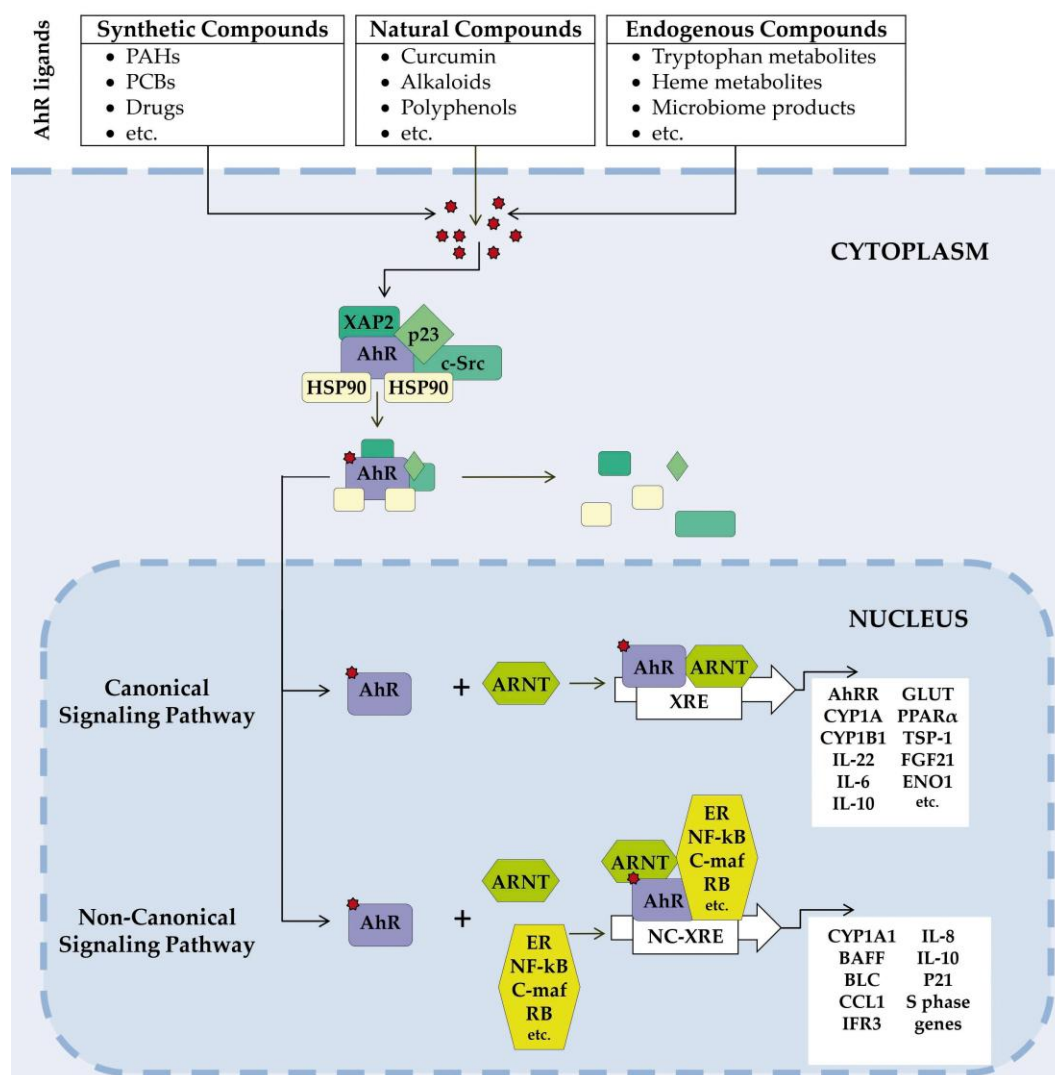 AhR ligands
Synthetic Compounds
• PAHs
• PCBs
• Drugs
• etc.
Natural Compounds
• Curcumin
• Alkaloids
• Polyphenols
• etc.
Endogenous Compounds
• Tryptophan metabolites
• Heme metabolites
• Microbiome products
• etc.
CYTOPLASM
XAP2
p23
AhR
c-Src
HSP90
HSP90
AhR
NUCLEUS
Canonical
Signaling Pathway
AhR
+
ARNT
AhR
ARNT
XRE
AhRR GLUT
CYP1A PPARα
CYP1B1 TSP-1
IL-22 FGF21
IL-6 ENO1
IL-10 etc.
Non-Canonical
Signaling Pathway
AhR
+
ARNT
ER
NF-kB
C-maf
RB
etc.
ARNT
AhR
ER
NF-kB
C-maf
RB
etc.
NC-XRE
CYP1A1 IL-8
BAFF IL-10
BLC P21
CCL1 S phase
IFR3 genes